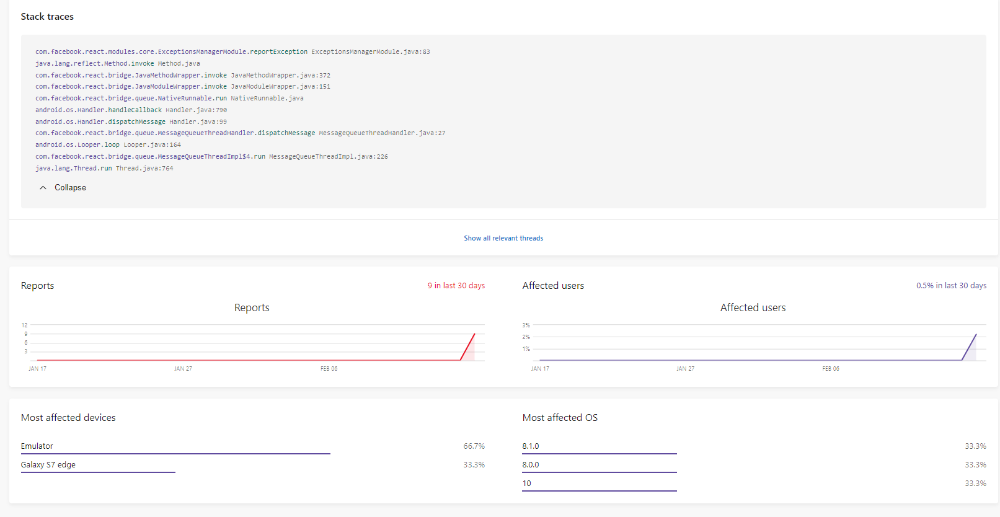 Stack traces
com.facebook.react.modules.core.ExceptionsManagerModule.reportException ExceptionsManagerModule.java:83
java.lang.reflect.Method.invoke Method.java
com.facebook.react.bridge.JavaMethodWrapper.invoke JavaMethodWrapper.java:372
com.facebook.react.bridge.JavaModuleWrapper.invoke JavaModuleWrapper.java:151
com.facebook.react.bridge.queue.NativeRunnable.run NativeRunnable.java
android.os.Handler.handleCallback Handler.java:790
android.os.Handler.dispatchMessage Handler.java:99
com.facebook.react.bridge.queue.MessageQueueThreadHandler.dispatchMessage MessageQueueThreadHandler.java:27
android.os.Looper.loop Looper.java:164
com.facebook.react.bridge.queue.MessageQueueThreadImpl$4.run MessageQueueThreadImpl.java:226
java.lang.Thread.run Thread.java:764
Collapse
Show all relevant threads
Reports 9 in last 30 days
Reports
12
9
6
3
JAN 17 JAN 27 FEB 06
Affected users 0.5% in last 30 days
Affected users
3%
2%
1%
JAN 17 JAN 27 FEB 06
Most affected devices
Emulator 66.7%
Galaxy S7 edge 33.3%
Most affected OS
8.1.0 33.3%
8.0.0 33.3%
10 33.3%